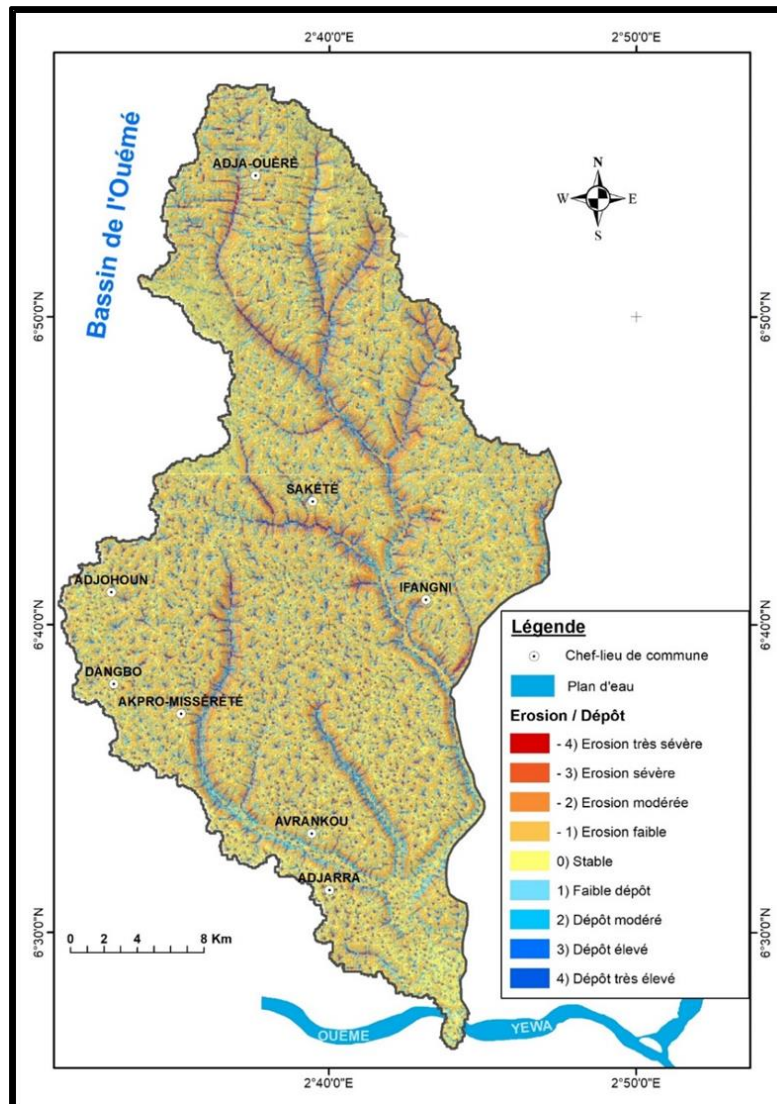 2°40'0"E
2°50'0"E
Bassin de l'Ouémé
N
W
E
S
ADJA-OUÈRÈ
6°50'0"N
6°50'0"N
SAKÉTÉ
ADJOHOUN
IFANGNI
6°40'0"N
6°40'0"N
DANGBO
AKPRO-MISSÉRÉTÉ
AVRANKOU
ADJARRA
6°30'0"N
6°30'0"N
0 2 4 8 Km
Légende
Chef-lieu de commune
Plan d'eau
Erosion / Dépôt
- 4) Erosion très sévère
- 3) Erosion sévère
- 2) Erosion modérée
- 1) Erosion faible
0) Stable
1) Faible dépôt
2) Dépôt modéré
3) Dépôt élevé
4) Dépôt très élevé
OUEME
YEWA
2°40'0"E
2°50'0"E